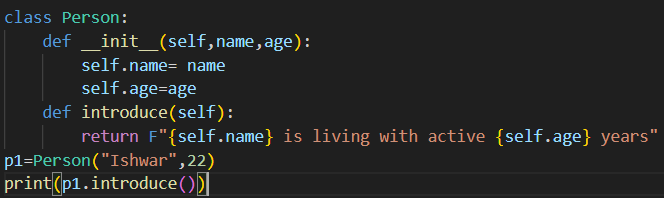 class Person:
    def __init__(self,name,age):
        self.name= name
        self.age=age
    def introduce(self):
        return F"{self.name} is living with active {self.age} years"
p1=Person("Ishwar",22)
print(p1.introduce())